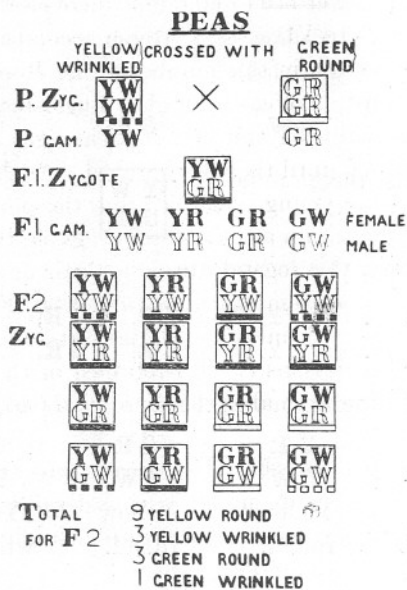 PEAS
YELLOW WRINKLED CROSSED WITH GREEN ROUND
P. ZYG. YW GR
YW GR
P. GAM. YW GR
F.1. ZYGOTE YW
GR
F.1. GAM. YW YR GR GW FEMALE
YW YR GR GW MALE
F.2 YW YR GR GW
YW YW YW YW
ZYG. YW YR GR GW
YR YR YR YR
YW YR GR GW
GR GR GR GR
YW YR GR GW
GW GW GW GW
TOTAL 9 YELLOW ROUND
FOR F2 3 YELLOW WRINKLED
3 GREEN ROUND
1 GREEN WRINKLED